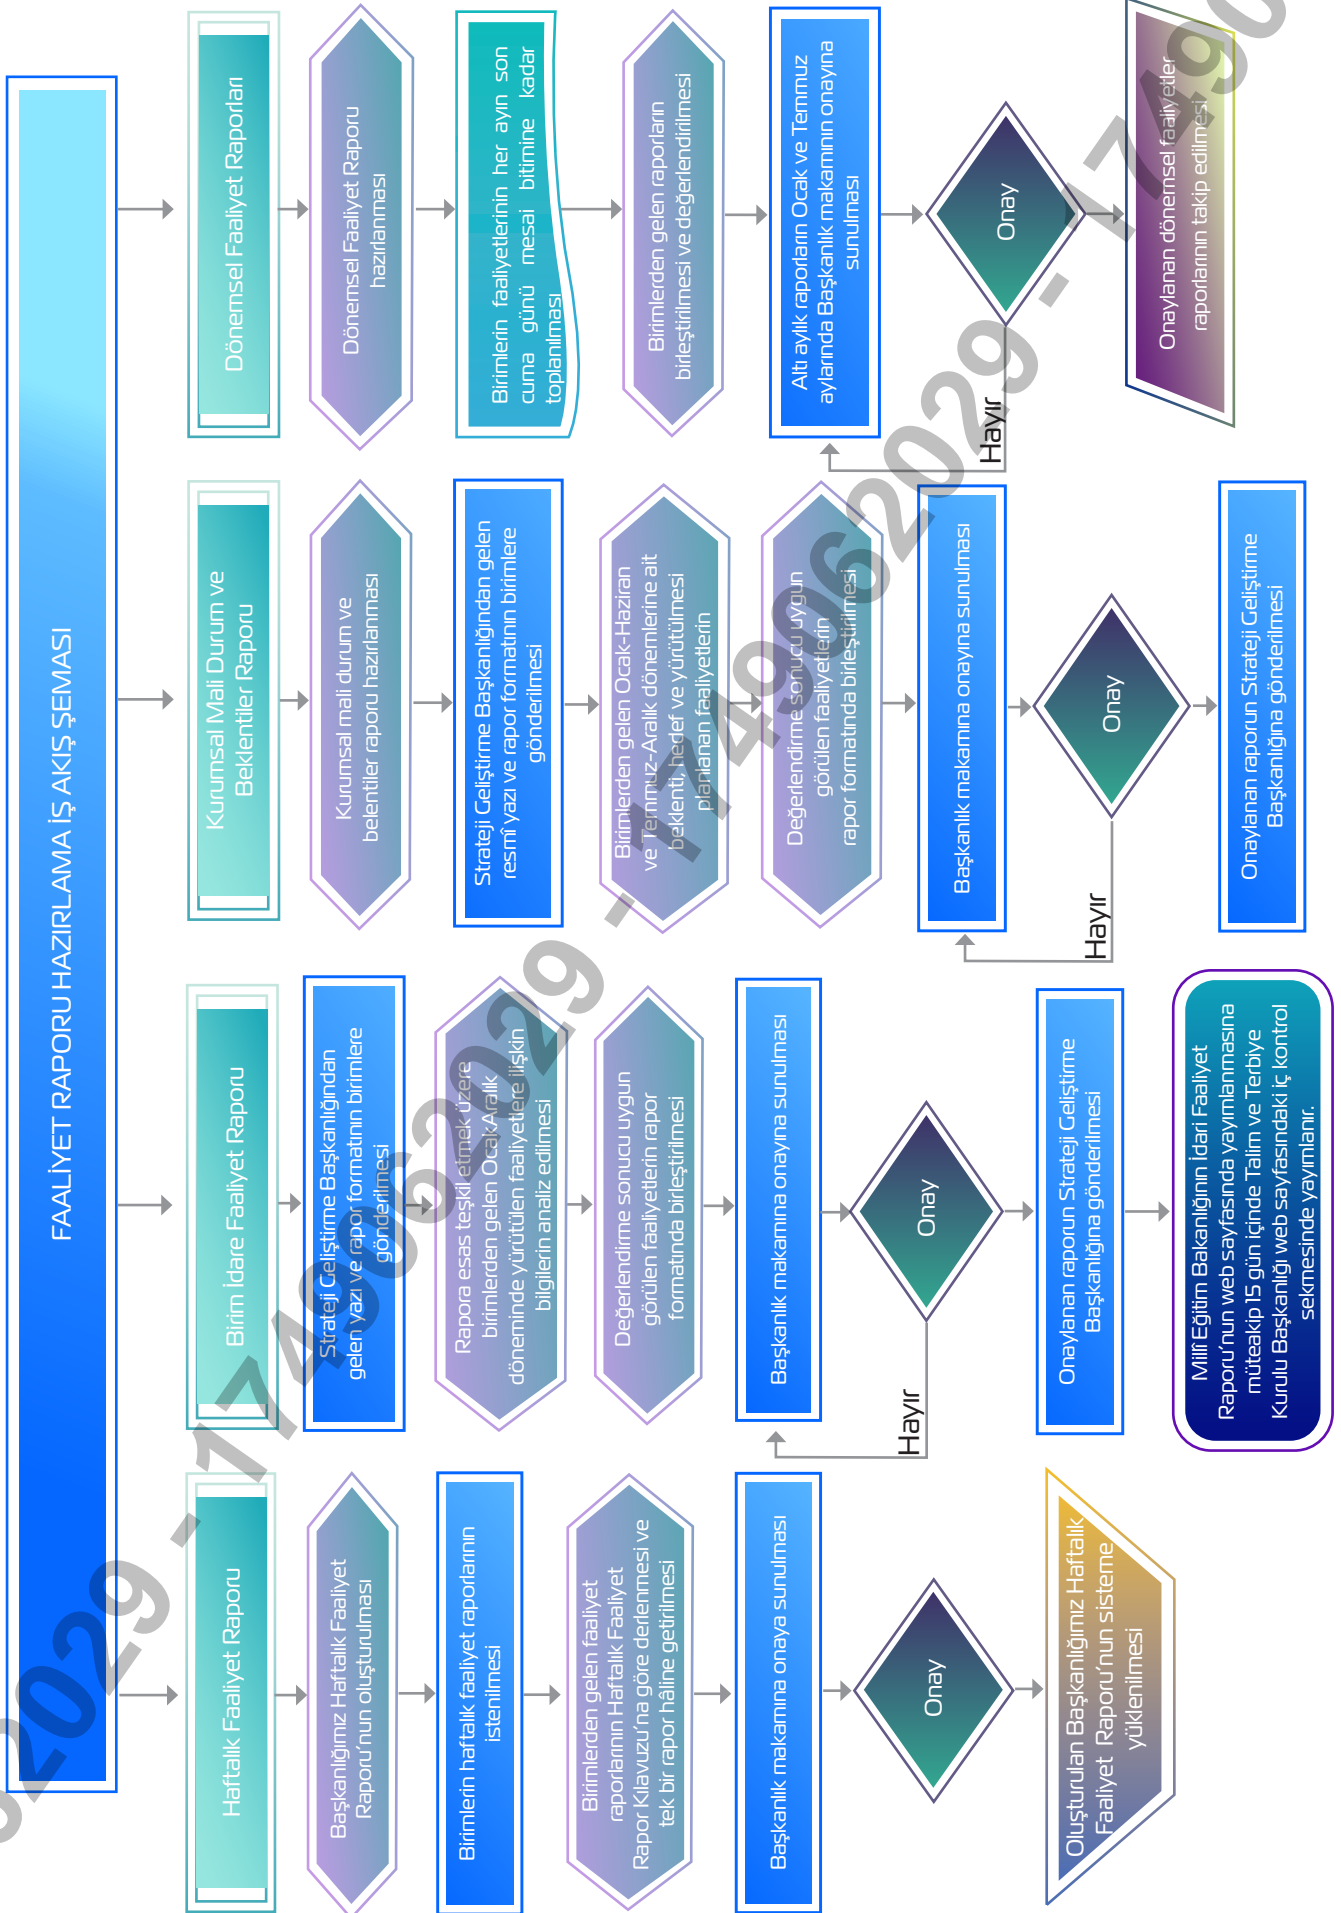 FAALİYET RAPORU HAZIRLAMA İŞ AKIŞ ŞEMASI
Haftalık Faaliyet Raporu
Başkanlığımız Haftalık Faaliyet
Raporu'nun oluşturulması
Birimlerin haftalık faaliyet raporlarının
istenilmesi
Birimlerden gelen faaliyet
raporlarının Haftalık Faaliyet
Rapor Kılavuzu'na göre derlenmesi ve
tek bir rapor hâline getirilmesi
Başkanlık makamına onaya sunulması
Onay
Oluşturulan Başkanlığımız Haftalık
Faaliyet Raporu'nun sisteme
yüklenilmesi
Birim İdare Faaliyet Raporu
Strateji Geliştirme Başkanlığından
gelen yazı ve rapor formatının birimlere
gönderilmesi
Rapora esas teşkil etmek üzere
birimlerden gelen Ocak-Aralık
döneminde yürütülen faaliyetlere ilişkin
bilgilerin analiz edilmesi
Değerlendirme sonucu uygun
görülen faaliyetlerin rapor
formatında birleştirilmesi
Başkanlık makamına onayına sunulması
Onay
Hayır
Onaylanan raporun Strateji Geliştirme
Başkanlığına gönderilmesi
Millî Eğitim Bakanlığının İdari Faaliyet
Raporu'nun web sayfasında yayımlanmasına
müteakip 15 gün içinde Talim ve Terbiye
Kurulu Başkanlığı web sayfasındaki iç kontrol
sekmesinde yayımlanır.
Kurumsal Mali Durum ve
Beklentiler Raporu
Kurumsal mali durum ve
belentiler raporu hazırlanması
Strateji Geliştirme Başkanlığından gelen
resmî yazı ve rapor formatının birimlere
gönderilmesi
Birimlerden gelen Ocak-Haziran
ve Temmuz-Aralık dönemlerine ait
beklenti, hedef ve yürütülmesi
planlanan faaliyetlerin
Değerlendirme sonucu uygun
görülen faaliyetlerin
rapor formatında birleştirilmesi
Başkanlık makamına onayına sunulması
Onay
Hayır
Onaylanan raporun Strateji Geliştirme
Başkanlığına gönderilmesi
Dönemsel Faaliyet Raporları
Dönemsel Faaliyet Raporu
hazırlanması
Birimlerin faaliyetlerinin her ayın son
cuma günü mesai bitimine kadar
toplanılması
Birimlerden gelen raporların
birleştirilmesi ve değerlendirilmesi
Altı aylık raporların Ocak ve Temmuz
aylarında Başkanlık makamının onayına
sunulması
Onay
Hayır
Onaylanan dönemsel faaliyetler
raporlarının takip edilmesi
2029 - 1749062029 - 1749062029 - 17490